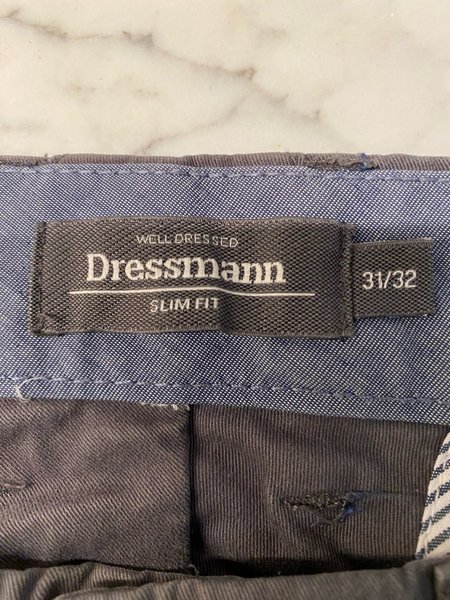 WELL DRESSED
Dressmann
SLIM FIT
31/32